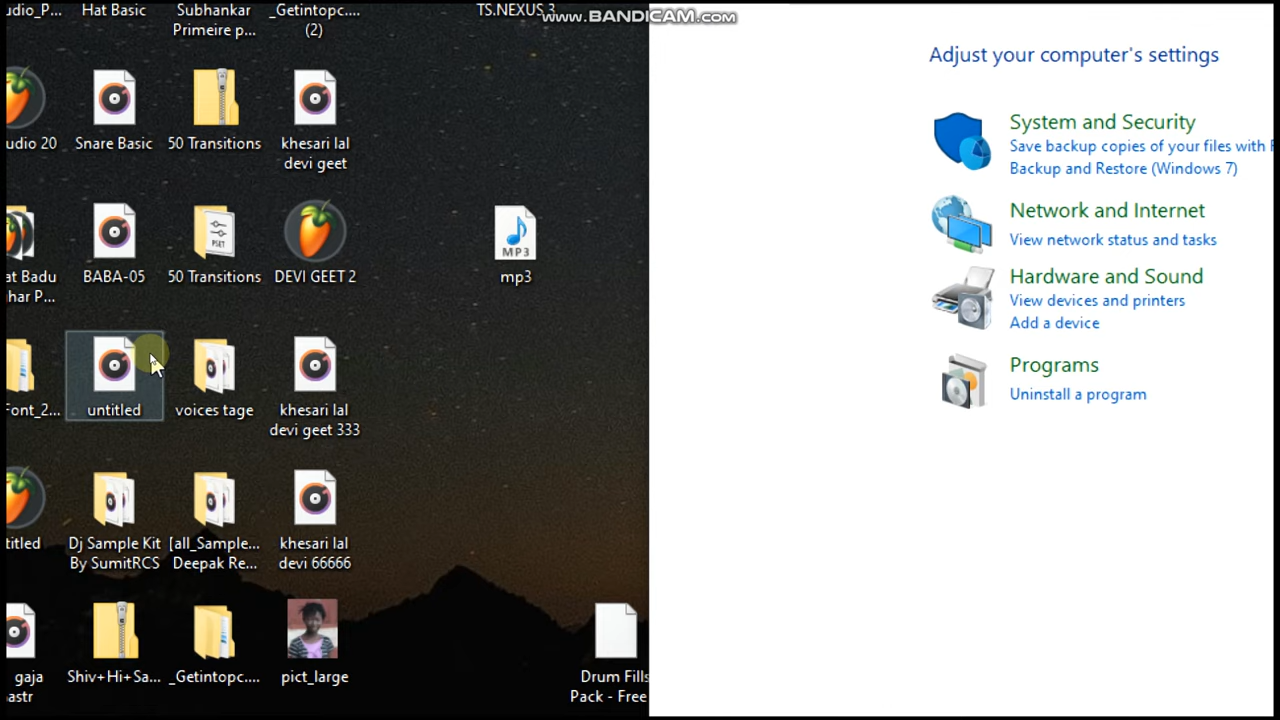 udio_P...
Hat Basic
Subhankar
Primeire p...
_Getintopc....
(2)
TS.NEXUS 3
www.BANDICAM.com
udio 20
Snare Basic
50 Transitions
khesari lal
devi geet
at Badu
har P...
BABA-05
PSET
50 Transitions
DEVI GEET 2
MP3
mp3
Font_2...
untitled
voices tage
khesari lal
devi geet 333
titled
Dj Sample Kit
By SumitRCS
[all_Sample...
Deepak Re...
khesari lal
devi 66666
gaja
astr
Shiv+Hi+Sa...
_Getintopc....
pict_large
Drum Fills
Pack - Free
Adjust your computer's settings
System and Security
Save backup copies of your files with F
Backup and Restore (Windows 7)
Network and Internet
View network status and tasks
Hardware and Sound
View devices and printers
Add a device
Programs
Uninstall a program